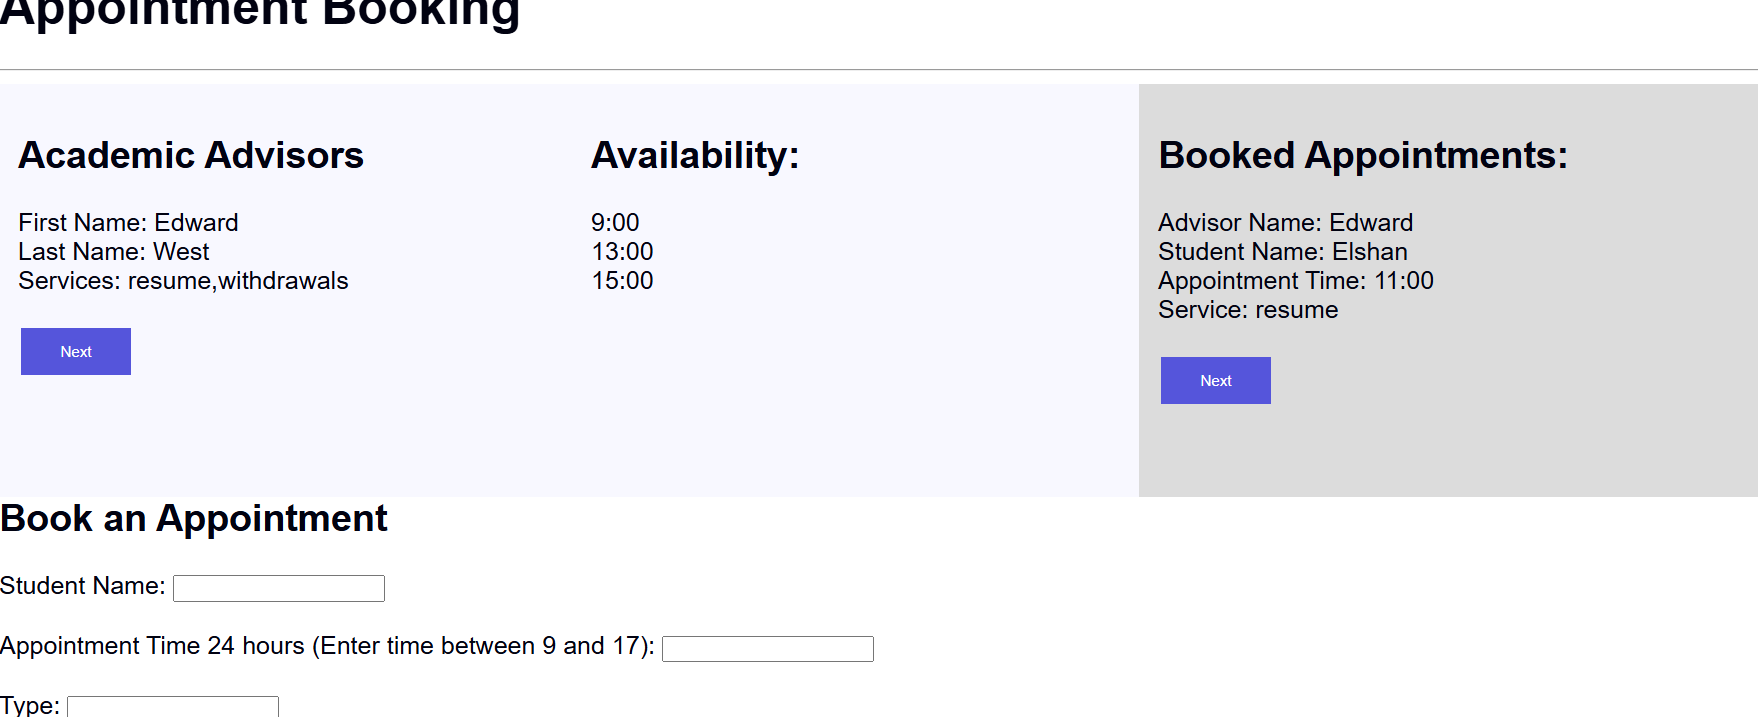 Appointment Booking
Academic Advisors
First Name: Edward
Last Name: West
Services: resume,withdrawals
Next
Availability:
9:00
13:00
15:00
Booked Appointments:
Advisor Name: Edward
Student Name: Elshan
Appointment Time: 11:00
Service: resume
Next
Book an Appointment
Student Name:
Appointment Time 24 hours (Enter time between 9 and 17):
Type: